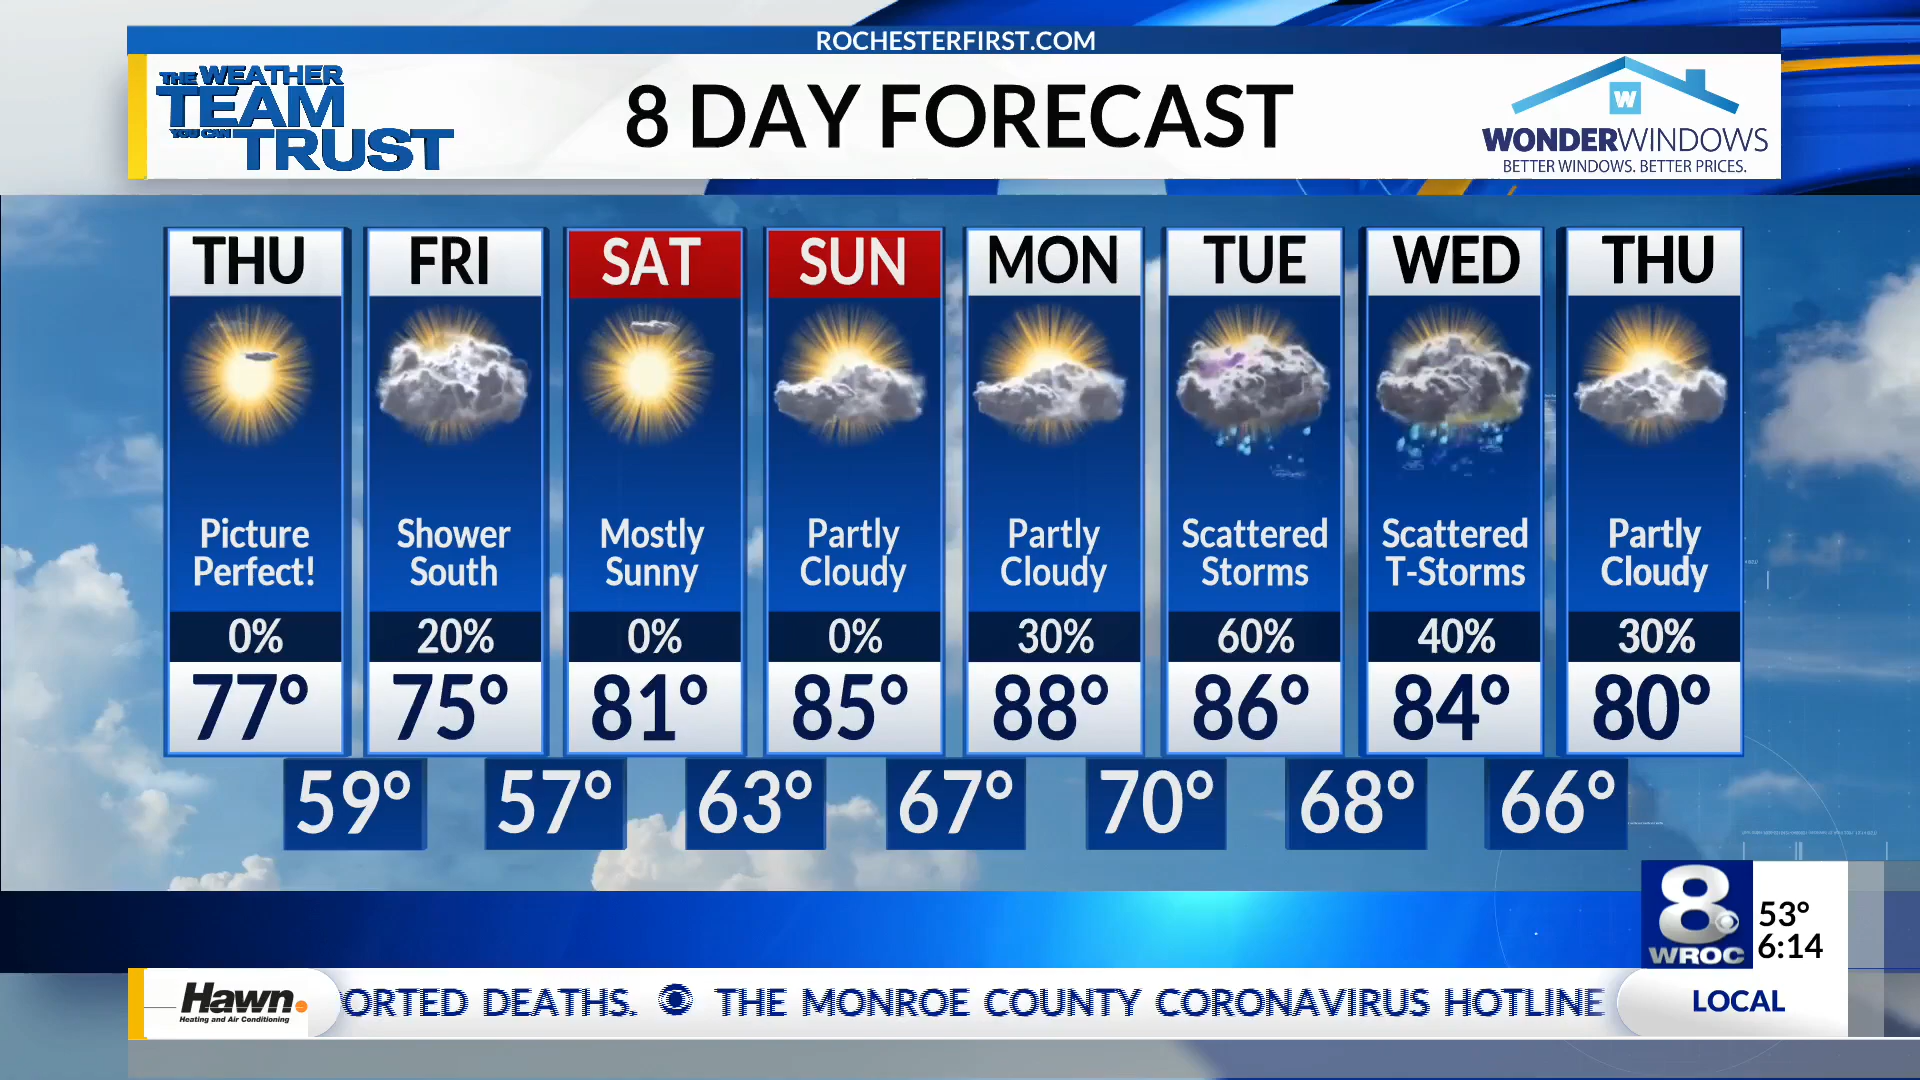 ROCHESTERFIRST.COM
THE WEATHER
TEAM
YOU CAN TRUST
8 DAY FORECAST
W
WONDERWINDOWS
BETTER WINDOWS. BETTER PRICES.
THU FRI SAT SUN MON TUE WED THU
Picture Shower Mostly Partly Partly Scattered Scattered Partly
Perfect! South Sunny Cloudy Cloudy Storms T-Storms Cloudy
0% 20% 0% 0% 30% 60% 40% 30%
77° 75° 81° 85° 88° 86° 84° 80°
59° 57° 63° 67° 70° 68° 66°
8
WROC
53°
6:14
Hawn
Heating and Air Conditioning
ORTED DEATHS. THE MONROE COUNTY CORONAVIRUS HOTLINE
LOCAL